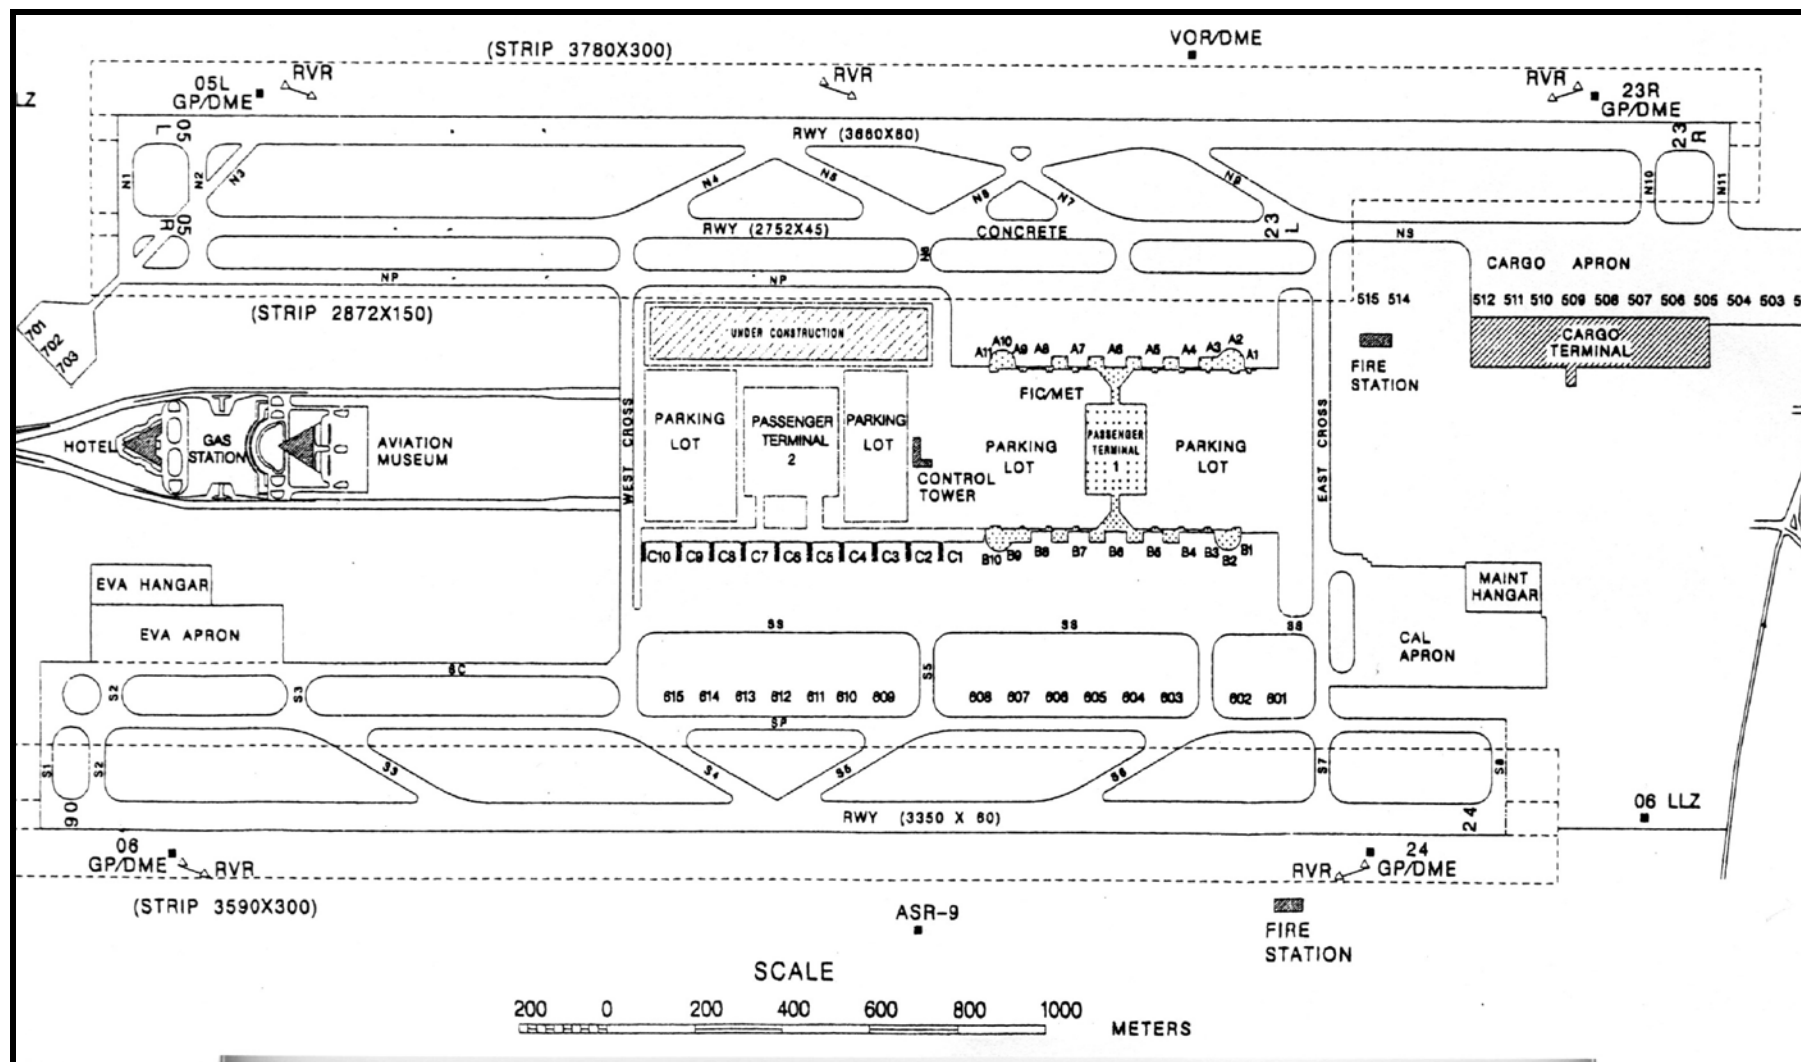 (STRIP 3780X300)
VOR/DME
05L
GP/DME
RVR
RVR
RVR
23R
GP/DME
LZ
05
L
RWY (3660X60)
23
R
N1
N2
N3
N4
N5
N8
N7
N9
N10
N11
05
R
RWY (2752X45)
N6
CONCRETE
23
L
NS
NP
NP
CARGO APRON
(STRIP 2872X150)
701
702
703
515 514
512 511 510 509 508 507 506 505 504 503
UNDER CONSTRUCTION
CARGO
TERMINAL
FIRE
STATION
A11 A10 A9 A8 A7 A6 A5 A4 A3 A2 A1
FIC/MET
HOTEL
GAS
STATION
AVIATION
MUSEUM
WEST CROSS
PARKING
LOT
PASSENGER
TERMINAL
2
PARKING
LOT
CONTROL
TOWER
PARKING
LOT
PASSENGER
TERMINAL
1
PARKING
LOT
EAST CROSS
C10 C9 C8 C7 C6 C5 C4 C3 C2 C1
B10 B9 B8 B7 B6 B5 B4 B3 B2 B1
EVA HANGAR
EVA APRON
MAINT
HANGAR
CAL
APRON
SS
SS
SS
SC
S2
S3
S5
615 614 613 612 611 610 609
608 607 606 605 604 603
602 601
SP
S1
S2
S3
S4
S5
S6
S7
S8
06
RWY (3350 X 60)
24
06 LLZ
06
GP/DME
RVR
RVR
24
GP/DME
(STRIP 3590X300)
ASR-9
FIRE
STATION
SCALE
200 0 200 400 600 800 1000
METERS